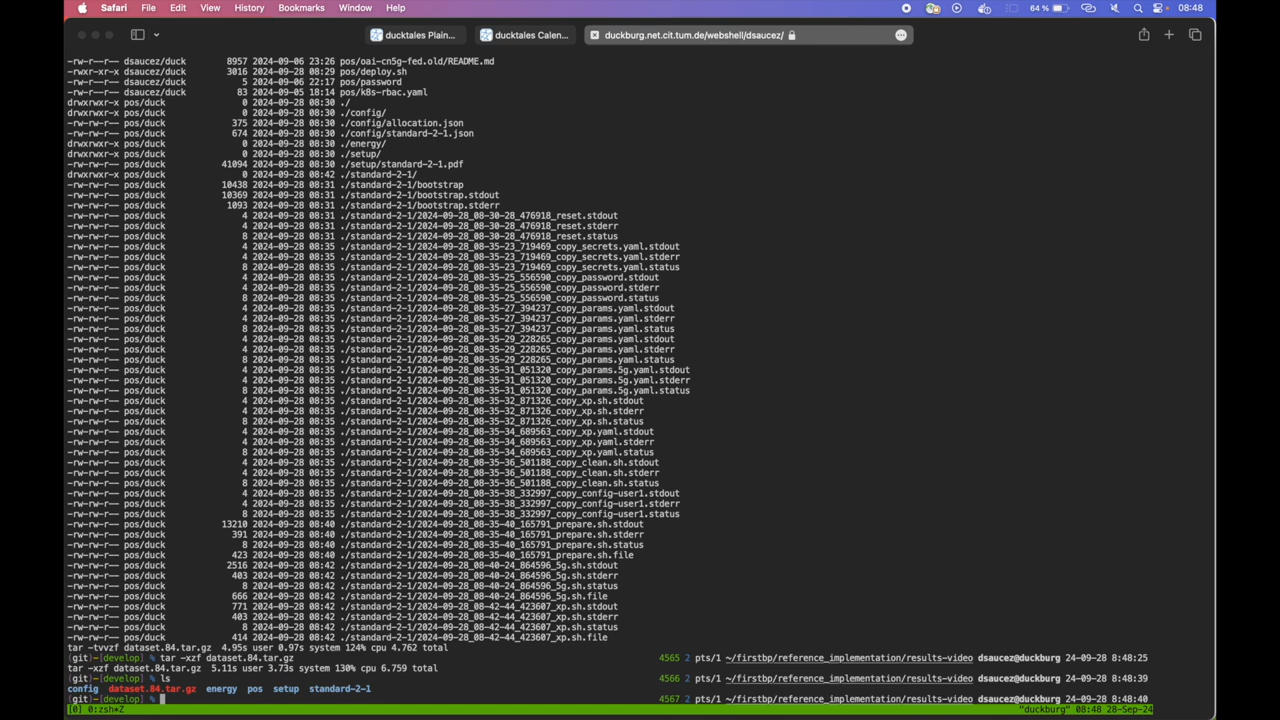 Safari File Edit View History Bookmarks Window Help 64 % 08:48
ducktales Plain... ducktales Calen... duckburg.net.cit.tum.de/webshell/dsaucez/
-rw-r--r-- dsaucez/duck 8957 2024-09-06 23:26 pos/oai-cn5g-fed.old/README.md
-rwxr-xr-x dsaucez/duck 3016 2024-09-28 08:29 pos/deploy.sh
-rw-rw-r-- dsaucez/duck 5 2024-09-06 22:17 pos/password
-rw-r--r-- dsaucez/duck 83 2024-09-05 18:14 pos/k8s-rbac.yaml
drwxrwxr-x pos/duck 0 2024-09-28 08:30 ./
drwxrwxr-x pos/duck 0 2024-09-28 08:30 ./config/
-rw-rw-r-- pos/duck 375 2024-09-28 08:30 ./config/allocation.json
-rw-rw-r-- pos/duck 674 2024-09-28 08:30 ./config/standard-2-1.json
drwxrwxr-x pos/duck 0 2024-09-28 08:30 ./energy/
drwxrwxr-x pos/duck 0 2024-09-28 08:30 ./setup/
-rw-rw-r-- pos/duck 41094 2024-09-28 08:30 ./setup/standard-2-1.pdf
drwxrwxr-x pos/duck 0 2024-09-28 08:42 ./standard-2-1/
-rw-rw-r-- pos/duck 10438 2024-09-28 08:31 ./standard-2-1/bootstrap
-rw-rw-r-- pos/duck 10369 2024-09-28 08:31 ./standard-2-1/bootstrap.stdout
-rw-rw-r-- pos/duck 1093 2024-09-28 08:31 ./standard-2-1/bootstrap.stderr
-rw-rw-r-- pos/duck 4 2024-09-28 08:31 ./standard-2-1/2024-09-28_08-30-28_476918_reset.stdout
-rw-rw-r-- pos/duck 4 2024-09-28 08:31 ./standard-2-1/2024-09-28_08-30-28_476918_reset.stderr
-rw-rw-r-- pos/duck 8 2024-09-28 08:31 ./standard-2-1/2024-09-28_08-30-28_476918_reset.status
-rw-rw-r-- pos/duck 4 2024-09-28 08:35 ./standard-2-1/2024-09-28_08-35-23_719469_copy_secrets.yaml.stdout
-rw-rw-r-- pos/duck 4 2024-09-28 08:35 ./standard-2-1/2024-09-28_08-35-23_719469_copy_secrets.yaml.stderr
-rw-rw-r-- pos/duck 8 2024-09-28 08:35 ./standard-2-1/2024-09-28_08-35-23_719469_copy_secrets.yaml.status
-rw-rw-r-- pos/duck 4 2024-09-28 08:35 ./standard-2-1/2024-09-28_08-35-25_556590_copy_password.stdout
-rw-rw-r-- pos/duck 4 2024-09-28 08:35 ./standard-2-1/2024-09-28_08-35-25_556590_copy_password.stderr
-rw-rw-r-- pos/duck 8 2024-09-28 08:35 ./standard-2-1/2024-09-28_08-35-25_556590_copy_password.status
-rw-rw-r-- pos/duck 4 2024-09-28 08:35 ./standard-2-1/2024-09-28_08-35-27_394237_copy_params.yaml.stdout
-rw-rw-r-- pos/duck 4 2024-09-28 08:35 ./standard-2-1/2024-09-28_08-35-27_394237_copy_params.yaml.stderr
-rw-rw-r-- pos/duck 8 2024-09-28 08:35 ./standard-2-1/2024-09-28_08-35-27_394237_copy_params.yaml.status
-rw-rw-r-- pos/duck 4 2024-09-28 08:35 ./standard-2-1/2024-09-28_08-35-29_228265_copy_params.yaml.stdout
-rw-rw-r-- pos/duck 4 2024-09-28 08:35 ./standard-2-1/2024-09-28_08-35-29_228265_copy_params.yaml.stderr
-rw-rw-r-- pos/duck 8 2024-09-28 08:35 ./standard-2-1/2024-09-28_08-35-29_228265_copy_params.yaml.status
-rw-rw-r-- pos/duck 4 2024-09-28 08:35 ./standard-2-1/2024-09-28_08-35-31_051320_copy_params.5g.yaml.stdout
-rw-rw-r-- pos/duck 4 2024-09-28 08:35 ./standard-2-1/2024-09-28_08-35-31_051320_copy_params.5g.yaml.stderr
-rw-rw-r-- pos/duck 8 2024-09-28 08:35 ./standard-2-1/2024-09-28_08-35-31_051320_copy_params.5g.yaml.status
-rw-rw-r-- pos/duck 4 2024-09-28 08:35 ./standard-2-1/2024-09-28_08-35-32_871326_copy_xp.sh.stdout
-rw-rw-r-- pos/duck 4 2024-09-28 08:35 ./standard-2-1/2024-09-28_08-35-32_871326_copy_xp.sh.stderr
-rw-rw-r-- pos/duck 8 2024-09-28 08:35 ./standard-2-1/2024-09-28_08-35-32_871326_copy_xp.sh.status
-rw-rw-r-- pos/duck 4 2024-09-28 08:35 ./standard-2-1/2024-09-28_08-35-34_689563_copy_xp.yaml.stdout
-rw-rw-r-- pos/duck 4 2024-09-28 08:35 ./standard-2-1/2024-09-28_08-35-34_689563_copy_xp.yaml.stderr
-rw-rw-r-- pos/duck 8 2024-09-28 08:35 ./standard-2-1/2024-09-28_08-35-34_689563_copy_xp.yaml.status
-rw-rw-r-- pos/duck 4 2024-09-28 08:35 ./standard-2-1/2024-09-28_08-35-36_501188_copy_clean.sh.stdout
-rw-rw-r-- pos/duck 4 2024-09-28 08:35 ./standard-2-1/2024-09-28_08-35-36_501188_copy_clean.sh.stderr
-rw-rw-r-- pos/duck 8 2024-09-28 08:35 ./standard-2-1/2024-09-28_08-35-36_501188_copy_clean.sh.status
-rw-rw-r-- pos/duck 4 2024-09-28 08:35 ./standard-2-1/2024-09-28_08-35-38_332997_copy_config-user1.stdout
-rw-rw-r-- pos/duck 4 2024-09-28 08:35 ./standard-2-1/2024-09-28_08-35-38_332997_copy_config-user1.stderr
-rw-rw-r-- pos/duck 8 2024-09-28 08:35 ./standard-2-1/2024-09-28_08-35-38_332997_copy_config-user1.status
-rw-rw-r-- pos/duck 13210 2024-09-28 08:40 ./standard-2-1/2024-09-28_08-35-40_165791_prepare.sh.stdout
-rw-rw-r-- pos/duck 391 2024-09-28 08:40 ./standard-2-1/2024-09-28_08-35-40_165791_prepare.sh.stderr
-rw-rw-r-- pos/duck 8 2024-09-28 08:40 ./standard-2-1/2024-09-28_08-35-40_165791_prepare.sh.status
-rw-rw-r-- pos/duck 423 2024-09-28 08:40 ./standard-2-1/2024-09-28_08-35-40_165791_prepare.sh.file
-rw-rw-r-- pos/duck 2516 2024-09-28 08:42 ./standard-2-1/2024-09-28_08-40-24_864596_5g.sh.stdout
-rw-rw-r-- pos/duck 403 2024-09-28 08:42 ./standard-2-1/2024-09-28_08-40-24_864596_5g.sh.stderr
-rw-rw-r-- pos/duck 8 2024-09-28 08:42 ./standard-2-1/2024-09-28_08-40-24_864596_5g.sh.status
-rw-rw-r-- pos/duck 666 2024-09-28 08:42 ./standard-2-1/2024-09-28_08-40-24_864596_5g.sh.file
-rw-rw-r-- pos/duck 771 2024-09-28 08:42 ./standard-2-1/2024-09-28_08-42-44_423607_xp.sh.stdout
-rw-rw-r-- pos/duck 403 2024-09-28 08:42 ./standard-2-1/2024-09-28_08-42-44_423607_xp.sh.stderr
-rw-rw-r-- pos/duck 8 2024-09-28 08:42 ./standard-2-1/2024-09-28_08-42-44_423607_xp.sh.status
-rw-rw-r-- pos/duck 414 2024-09-28 08:42 ./standard-2-1/2024-09-28_08-42-44_423607_xp.sh.file
tar -tvvzf dataset.84.tar.gz 4.95s user 0.97s system 124% cpu 4.762 total
(git)-[develop] % tar -xzf dataset.84.tar.gz 4565 2 pts/1 ~/firstbp/reference_implementation/results-video dsaucez@duckburg 24-09-28 8:48:25
tar -xzf dataset.84.tar.gz 5.11s user 3.73s system 130% cpu 6.759 total
(git)-[develop] % ls 4566 2 pts/1 ~/firstbp/reference_implementation/results-video dsaucez@duckburg 24-09-28 8:48:39
config dataset.84.tar.gz energy pos setup standard-2-1
(git)-[develop] % 4567 2 pts/1 ~/firstbp/reference_implementation/results-video dsaucez@duckburg 24-09-28 8:48:40
[0] 0:zsh*Z "duckburg" 08:48 28-Sep-24